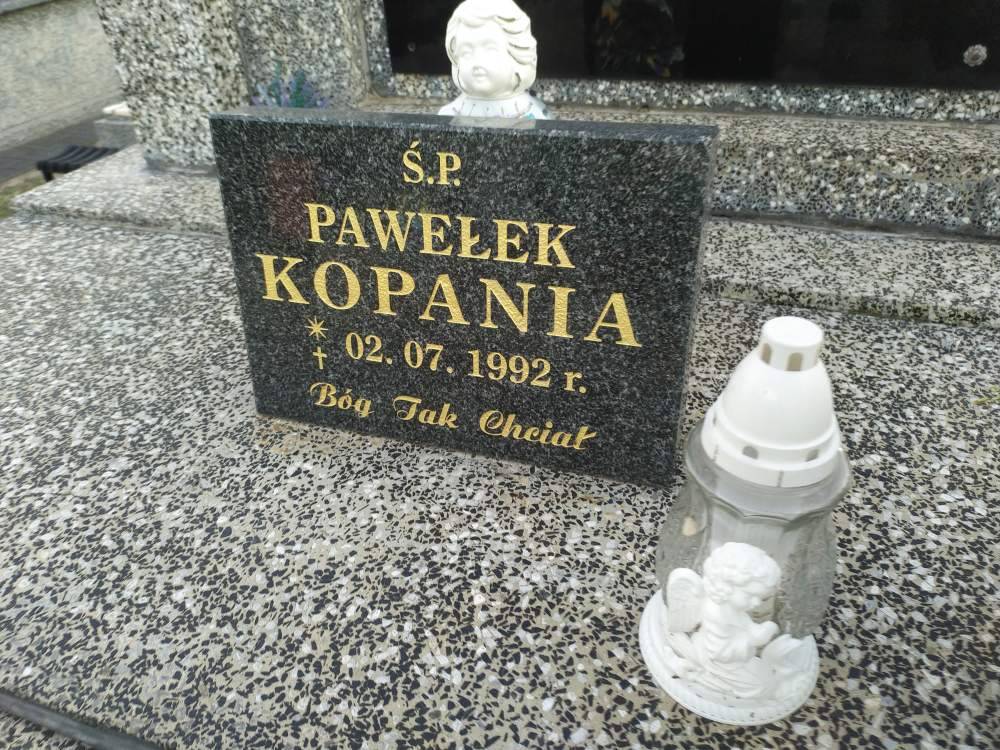 Ś.P.
PAWEŁEK
KOPANIA
02. 07. 1992 r.
Bóg Tak Chciał